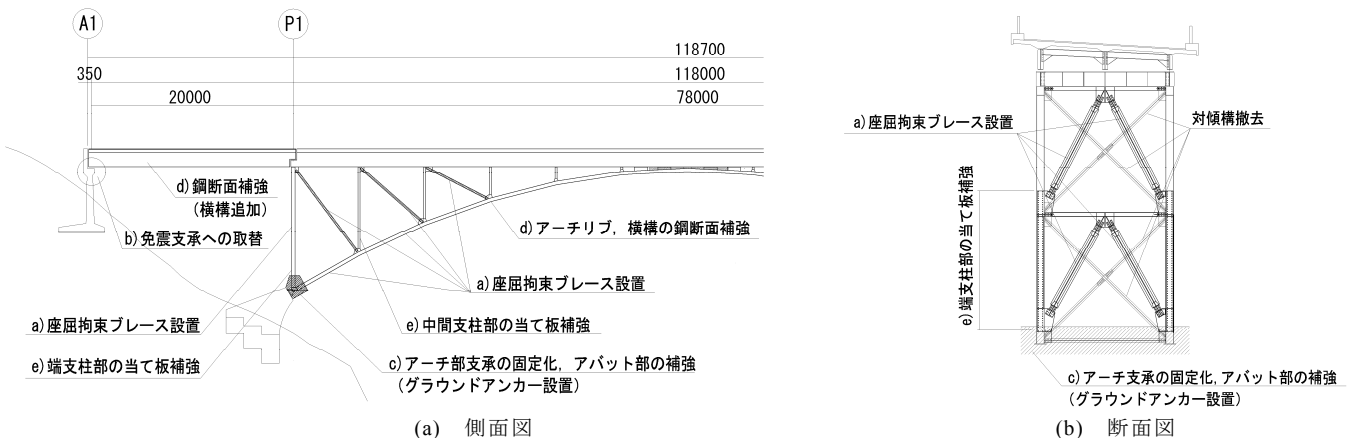 A1
P1
118700
350
118000
20000
78000
d)鋼断面補強
(横構追加)
b)免震支承への取替
d)アーチリブ,横構の鋼断面補強
a)座屈拘束ブレース設置
a)座屈拘束ブレース設置
e)中間支柱部の当て板補強
e)端支柱部の当て板補強
c)アーチ部支承の固定化,アバット部の補強
(グラウンドアンカー設置)
(a) 側面図
a)座屈拘束ブレース設置
対傾構撤去
e)端支柱部の当て板補強
c)アーチ支承の固定化,アバット部の補強
(グラウンドアンカー設置)
(b) 断面図